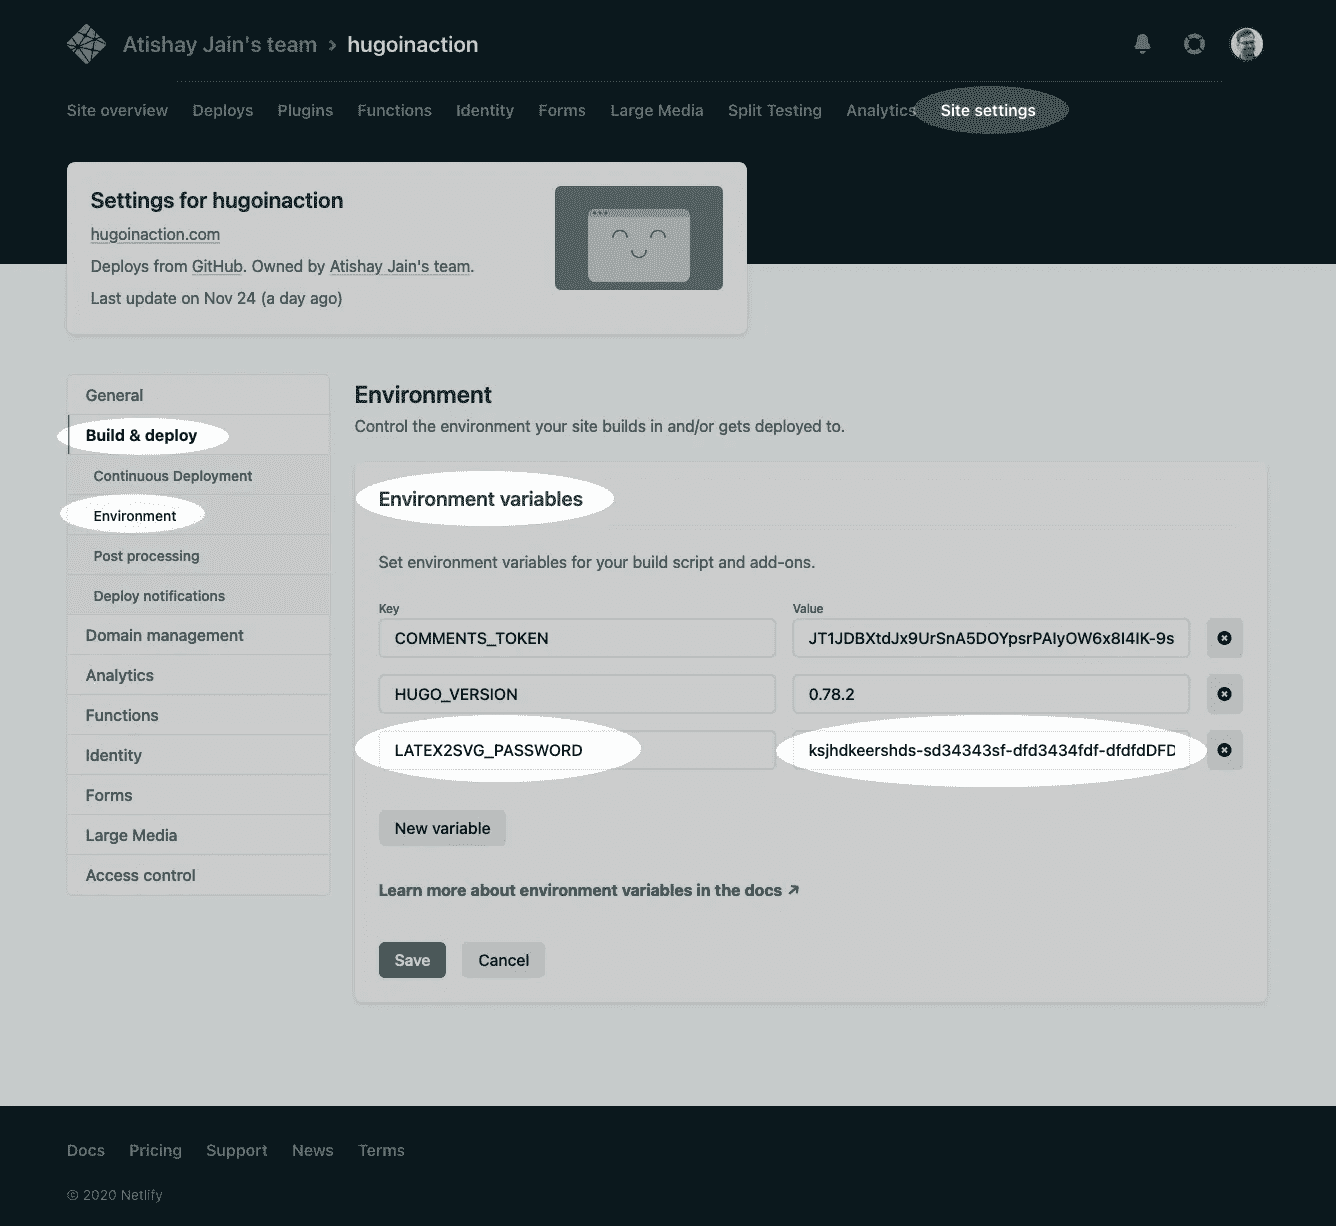 Atishay Jain's team > hugoinaction
Site overview Deploys Plugins Functions Identity Forms Large Media Split Testing Analytics Site settings
Settings for hugoinaction
hugoinaction.com
Deploys from GitHub. Owned by Atishay Jain's team.
Last update on Nov 24 (a day ago)
General
Build & deploy
Continuous Deployment
Environment
Post processing
Deploy notifications
Domain management
Analytics
Functions
Identity
Forms
Large Media
Access control
Environment
Control the environment your site builds in and/or gets deployed to.
Environment variables
Set environment variables for your build script and add-ons.
Key Value
COMMENTS_TOKEN JT1JDBXtdJx9UrSnA5DOYpsrPAIyOW6x8I4IK-9s
HUGO_VERSION 0.78.2
LATEX2SVG_PASSWORD ksjhdkeershds-sd34343sf-dfd3434fdf-dfdfdDFD
New variable
Learn more about environment variables in the docs ↗
Save Cancel
Docs Pricing Support News Terms
© 2020 Netlify